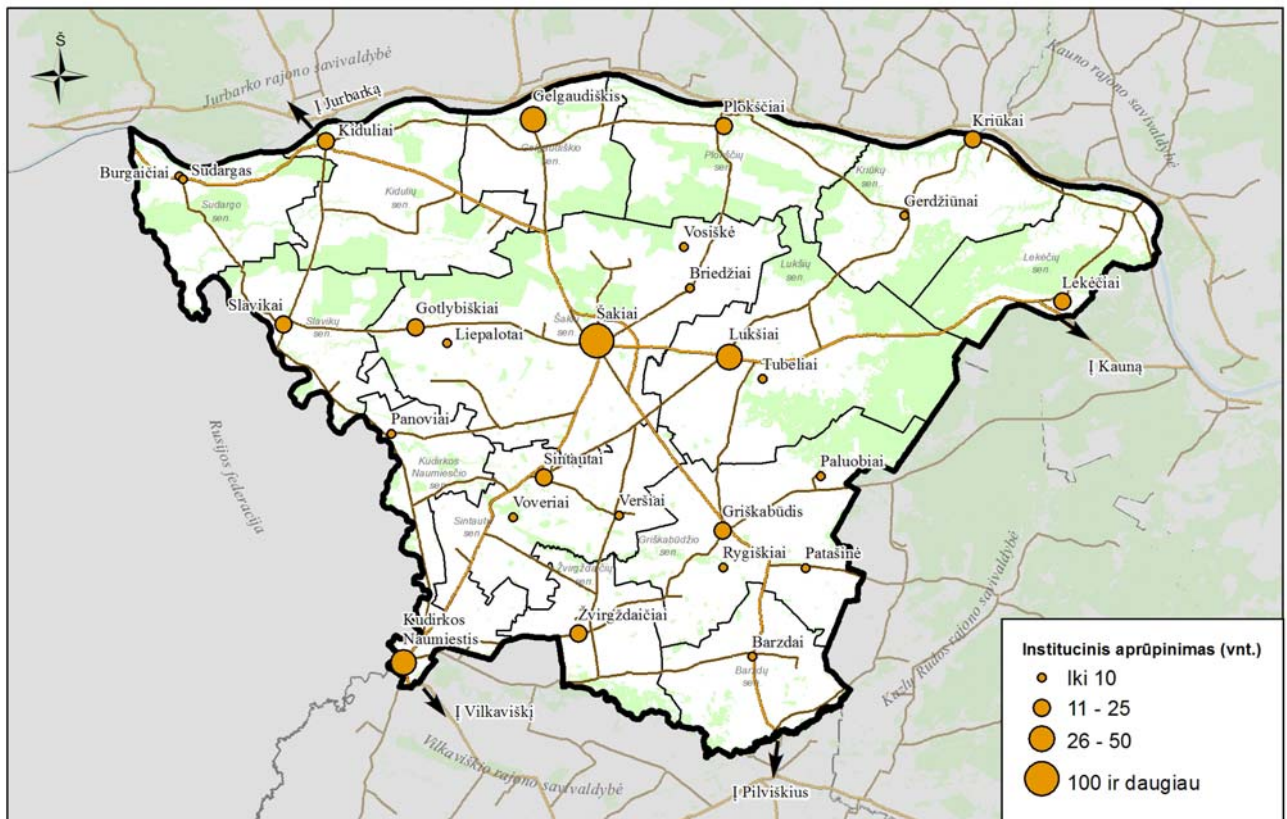 Š
Jurbarko rajono savivaldybė
Į Jurbarką
Kauno rajono savivaldybė
Gelgaudiškis
Plokščiai
Kriūkai
Kiduliai
Gelgaudiškio
sen.
Plokščių
sen.
Burgaičiai
Sudargas
Kidulių
sen.
Kriūkų
sen.
Sudargo
sen.
Gerdžiūnai
Vosiškė
Briedžiai
Lukšių
sen.
Lekėčių
sen.
Lekėčiai
Slavikai
Slavikų
sen.
Gotlybiškiai
Liepalotai
Šakiai
sen.
Lukšiai
Tubeliai
Į Kauną
Rusijos federacija
Panoviai
Kudirkos
Naumiesčio
sen.
Sintautai
Paluobiai
Voveriai
Veršiai
Griškabūdis
Sintautų
sen.
Griškabūdžio
sen.
Rygiškiai
Patašinė
Žvirgždaičių
sen.
Žvirgždaičiai
Kudirkos
Naumiestis
Barzdai
Barzdų
sen.
Kazlų Rūdos rajono savivaldybė
Į Vilkaviškį
Vilkaviškio rajono savivaldybė
Į Pilviškius
Institucinis aprūpinimas (vnt.)
Iki 10
11 - 25
26 - 50
100 ir daugiau